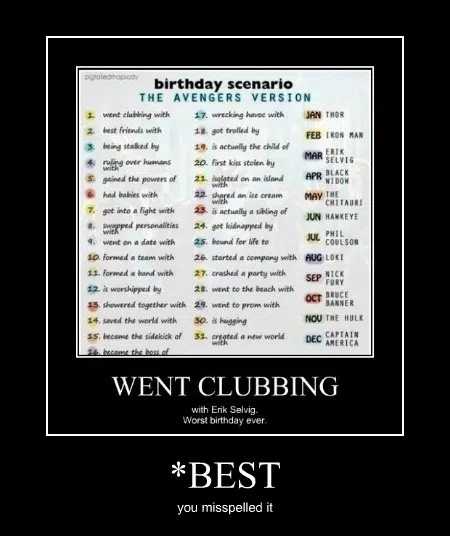 pigtailedrhapsody
birthday scenario
THE AVENGERS VERSION
1. went clubbing with
2. best friends with
3. being stalked by
4. ruling over humans
with
5. gained the powers of
6. had babies with
7. got into a fight with
8. swapped personalities
with
9. went on a date with
10. formed a team with
11. formed a band with
12. is worshipped by
13. showered together with
14. saved the world with
15. became the sidekick of
16. became the boss of
17. wrecking havoc with
18. got trolled by
19. is actually the child of
20. first kiss stolen by
21. isolated on an island
with
22. shared an ice cream
with
23. is actually a sibling of
24. got kidnapped by
25. bound for life to
26. started a company with
27. crashed a party with
28. went to the beach with
29. went to prom with
30. is hugging
31. created a new world
with
JAN THOR
FEB IRON MAN
MAR ERIK
SELVIG
APR BLACK
WIDOW
MAY THE
CHITAURI
JUN HAWKEYE
JUL PHIL
COULSON
AUG LOKI
SEP NICK
FURY
OCT BRUCE
BANNER
NOV THE HULK
DEC CAPTAIN
AMERICA
WENT CLUBBING
with Erik Selvig.
Worst birthday ever.
*BEST
you misspelled it